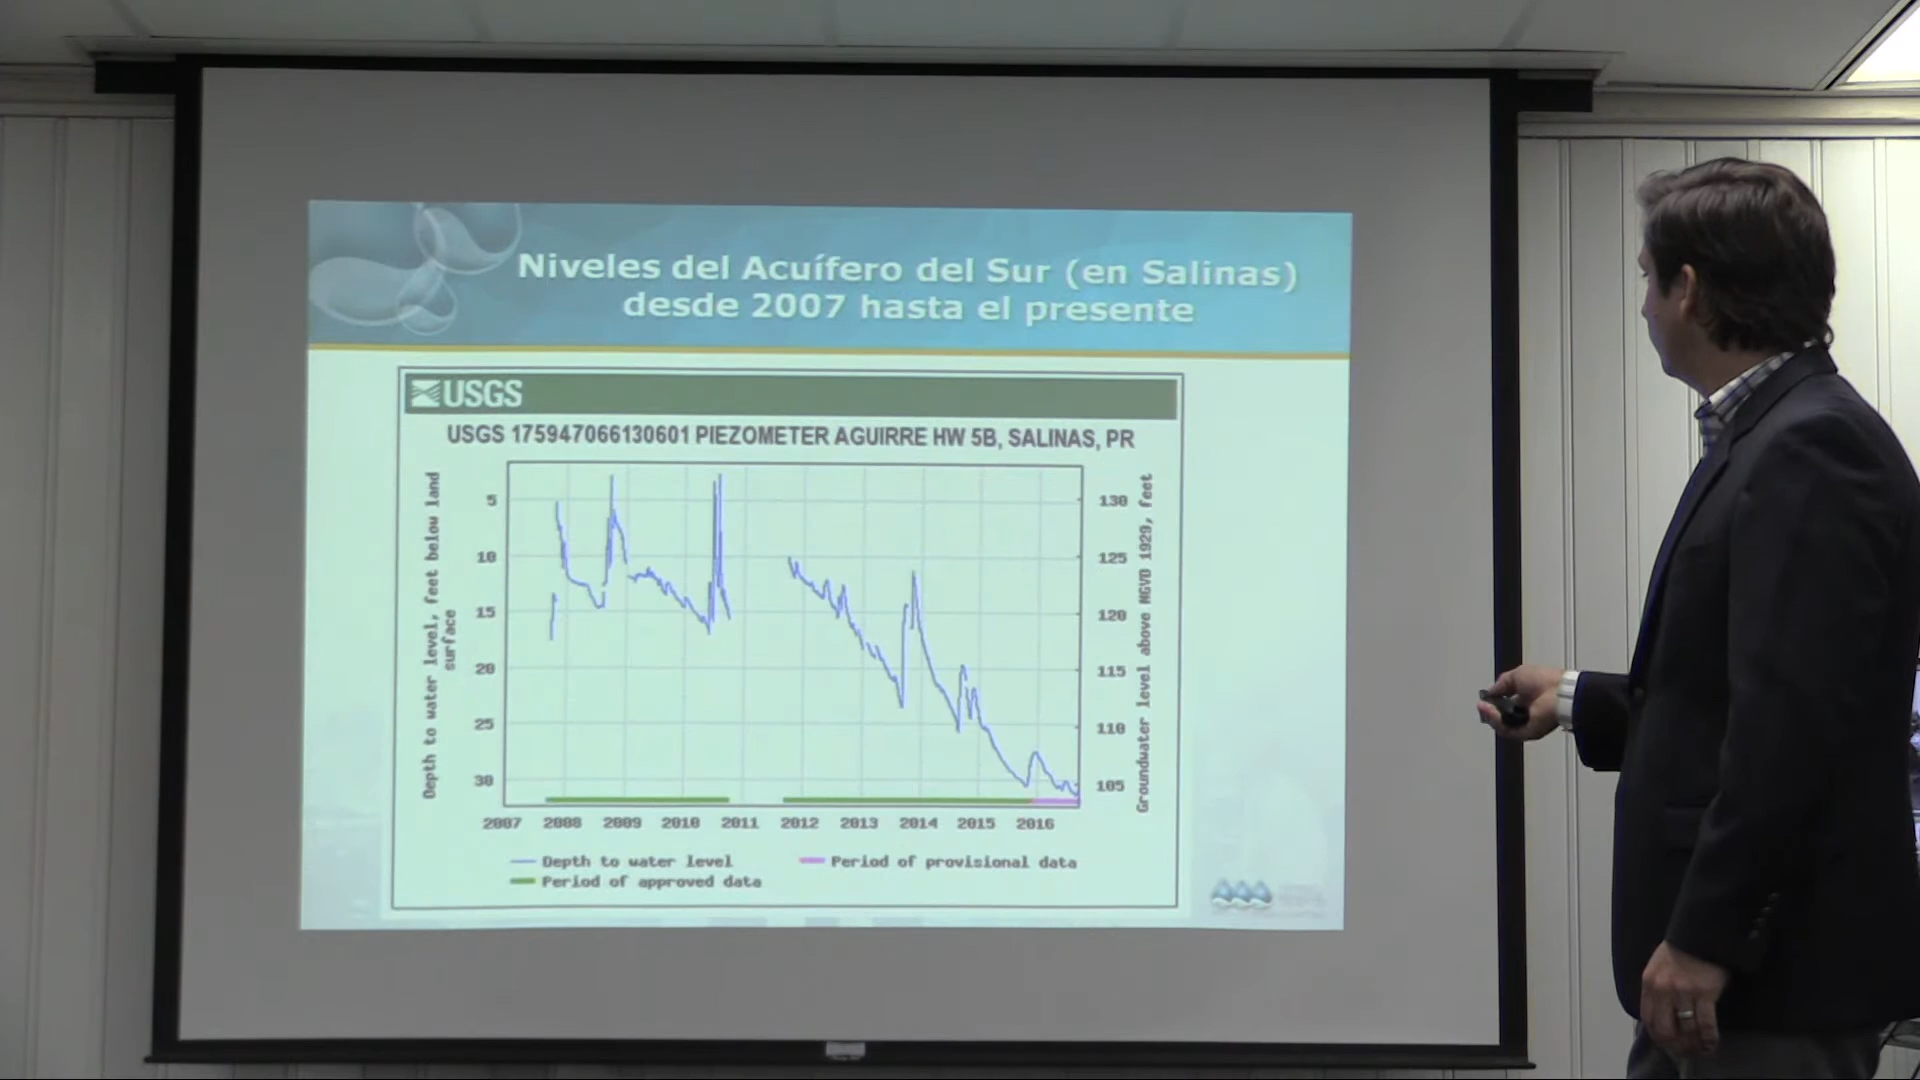 Niveles del Acuífero del Sur (en Salinas)
desde 2007 hasta el presente
USGS
USGS 175947066130601 PIEZOMETER AGUIRRE HW 5B, SALINAS, PR
Depth to water level, feet below land
surface
5
10
15
20
25
30
130
125
120
115
110
105
Groundwater level above NGVD 1929, feet
2007 2008 2009 2010 2011 2012 2013 2014 2015 2016
Depth to water level
Period of provisional data
Period of approved data